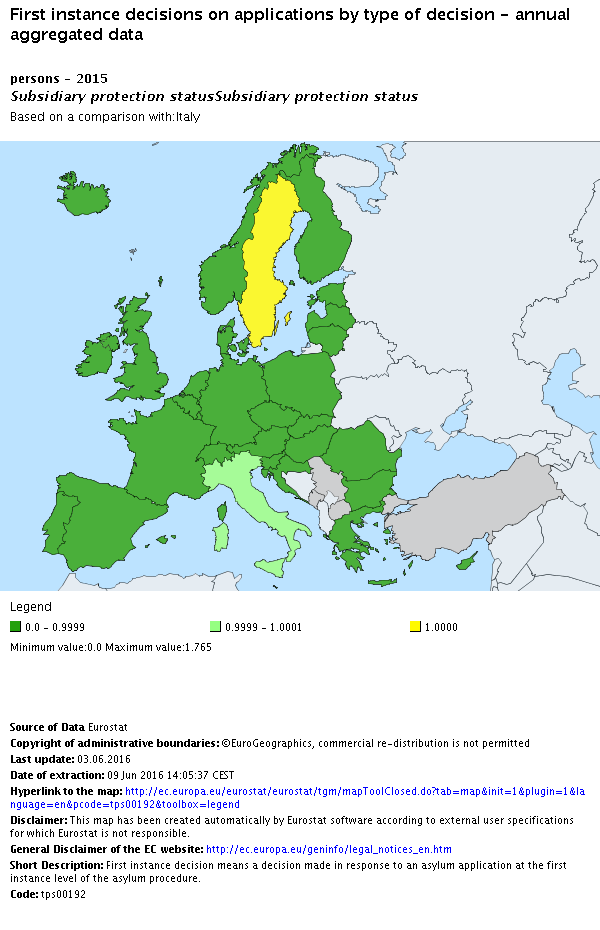 First instance decisions on applications by type of decision – annual
aggregated data
persons – 2015
Subsidiary protection statusSubsidiary protection status
Based on a comparison with:Italy
Legend
0.0 – 0.9999
0.9999 – 1.0001
1.0000
Minimum value:0.0 Maximum value:1.765
Source of Data Eurostat
Copyright of administrative boundaries: ©EuroGeographics, commercial re-distribution is not permitted
Last update: 03.06.2016
Date of extraction: 09 Jun 2016 14:05:37 CEST
Hyperlink to the map: http://ec.europa.eu/eurostat/eurostat/tgm/mapToolClosed.do?tab=map&init=1&plugin=1&la
nguage=en&pcode=tps00192&toolbox=legend
Disclaimer: This map has been created automatically by Eurostat software according to external user specifications
for which Eurostat is not responsible.
General Disclaimer of the EC website: http://ec.europa.eu/geninfo/legal_notices_en.htm
Short Description: First instance decision means a decision made in response to an asylum application at the first
instance level of the asylum procedure.
Code: tps00192